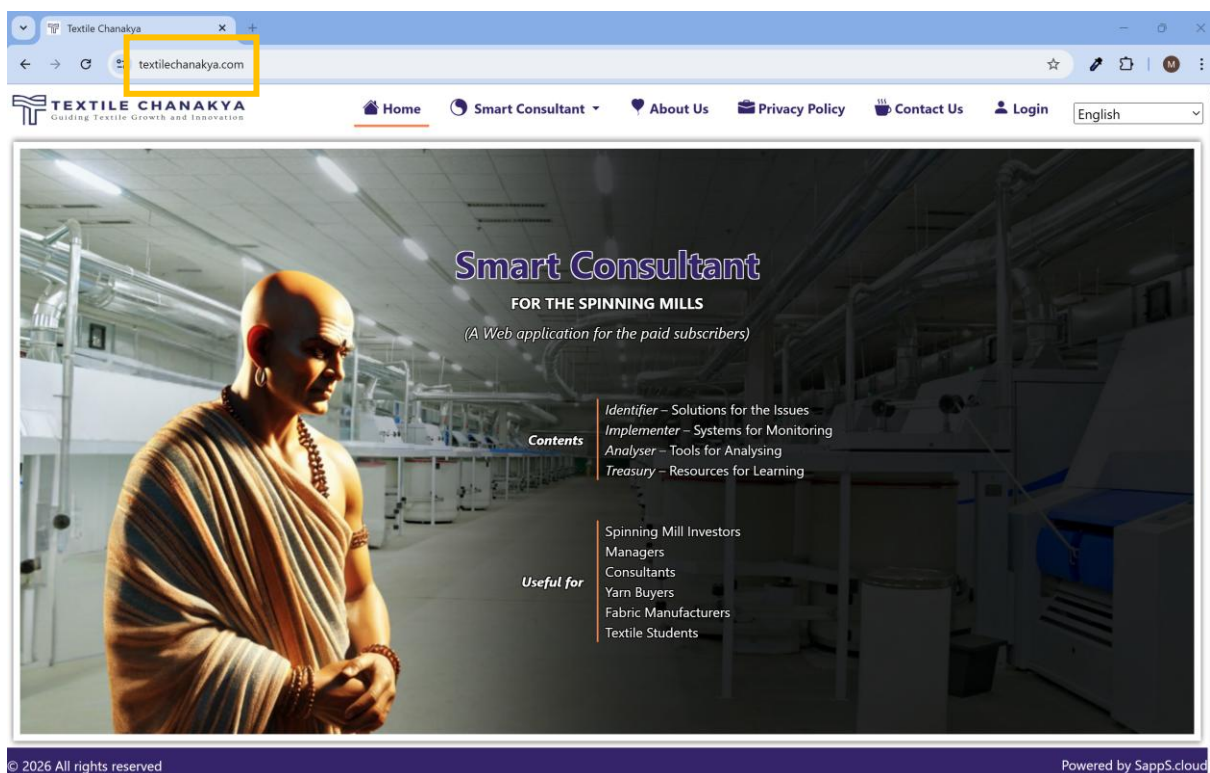 Textile Chanakya
textilechanakya.com
M
TEXTILE CHANAKYA
Guiding Textile Growth and Innovation
Home
Smart Consultant
About Us
Privacy Policy
Contact Us
Login
English
Smart Consultant
FOR THE SPINNING MILLS
(A Web application for the paid subscribers)
Contents
Identifier – Solutions for the Issues
Implementer – Systems for Monitoring
Analyser – Tools for Analysing
Treasury – Resources for Learning
Useful for
Spinning Mill Investors
Managers
Consultants
Yarn Buyers
Fabric Manufacturers
Textile Students
© 2026 All rights reserved
Powered by SappS.cloud